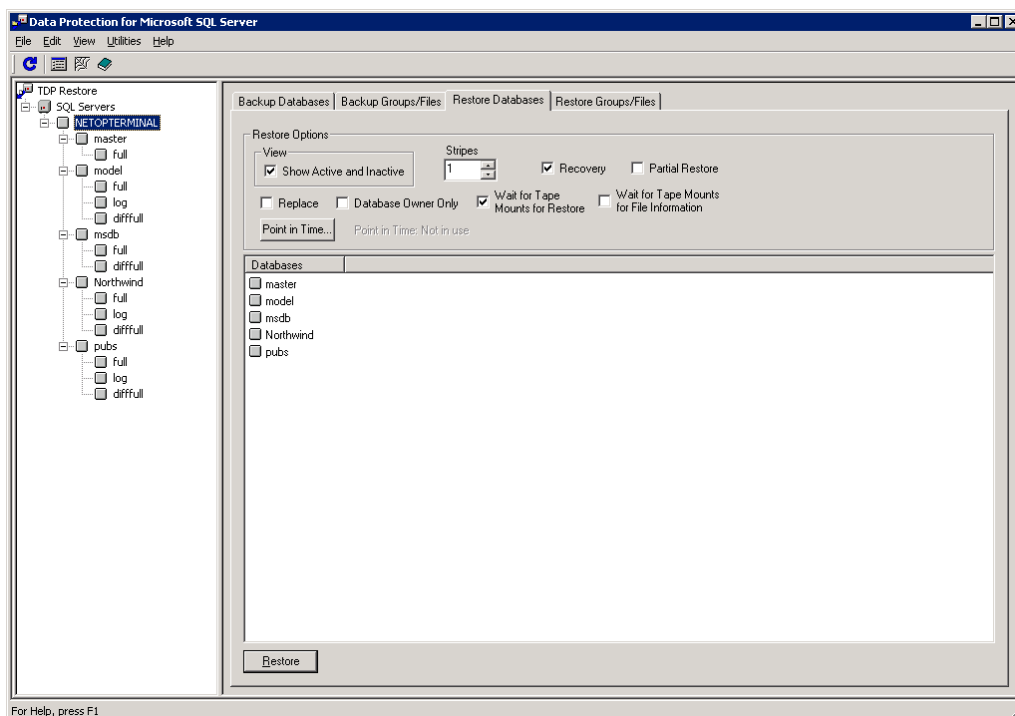 Data Protection for Microsoft SQL Server
File Edit View Utilities Help
TDP Restore
SQL Servers
NETOPTERMINAL
master
full
model
full
log
difffull
msdb
full
difffull
Northwind
full
log
difffull
pubs
full
log
difffull
Backup Databases Backup Groups/Files Restore Databases Restore Groups/Files
Restore Options
View
Show Active and Inactive
Stripes
1
Recovery
Partial Restore
Replace
Database Owner Only
Wait for Tape
Mounts for Restore
Wait for Tape Mounts
for File Information
Point in Time...
Point in Time: Not in use
Databases
master
model
msdb
Northwind
pubs
Restore
For Help, press F1